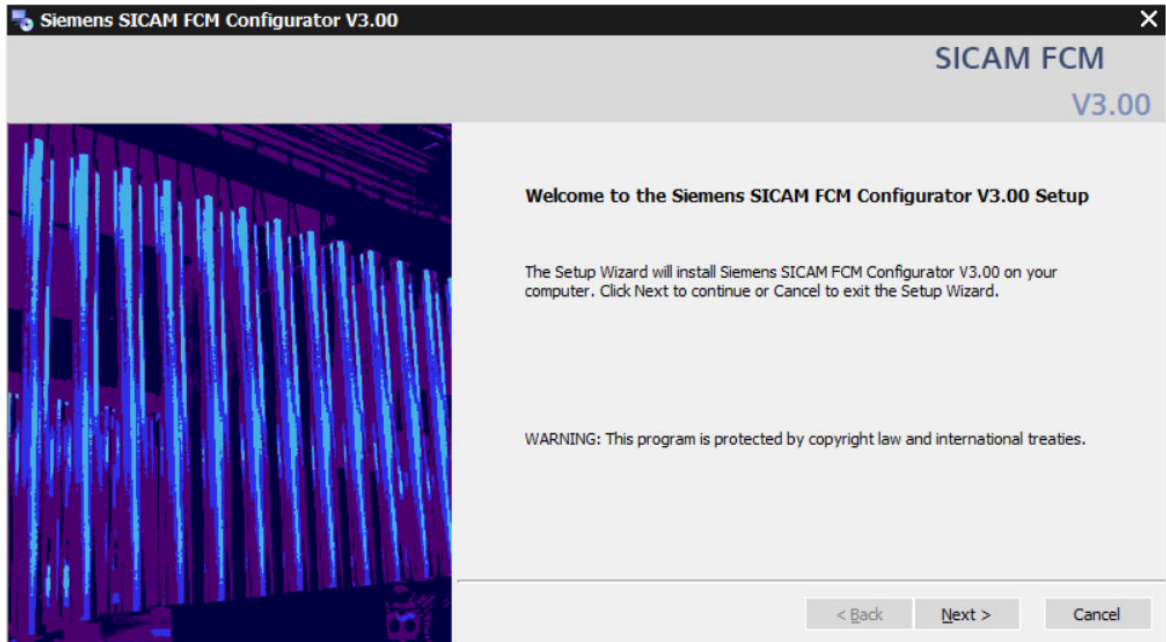 Siemens SICAM FCM Configurator V3.00
SICAM FCM
V3.00
Welcome to the Siemens SICAM FCM Configurator V3.00 Setup
The Setup Wizard will install Siemens SICAM FCM Configurator V3.00 on your
computer. Click Next to continue or Cancel to exit the Setup Wizard.
WARNING: This program is protected by copyright law and international treaties.
< Back Next > Cancel